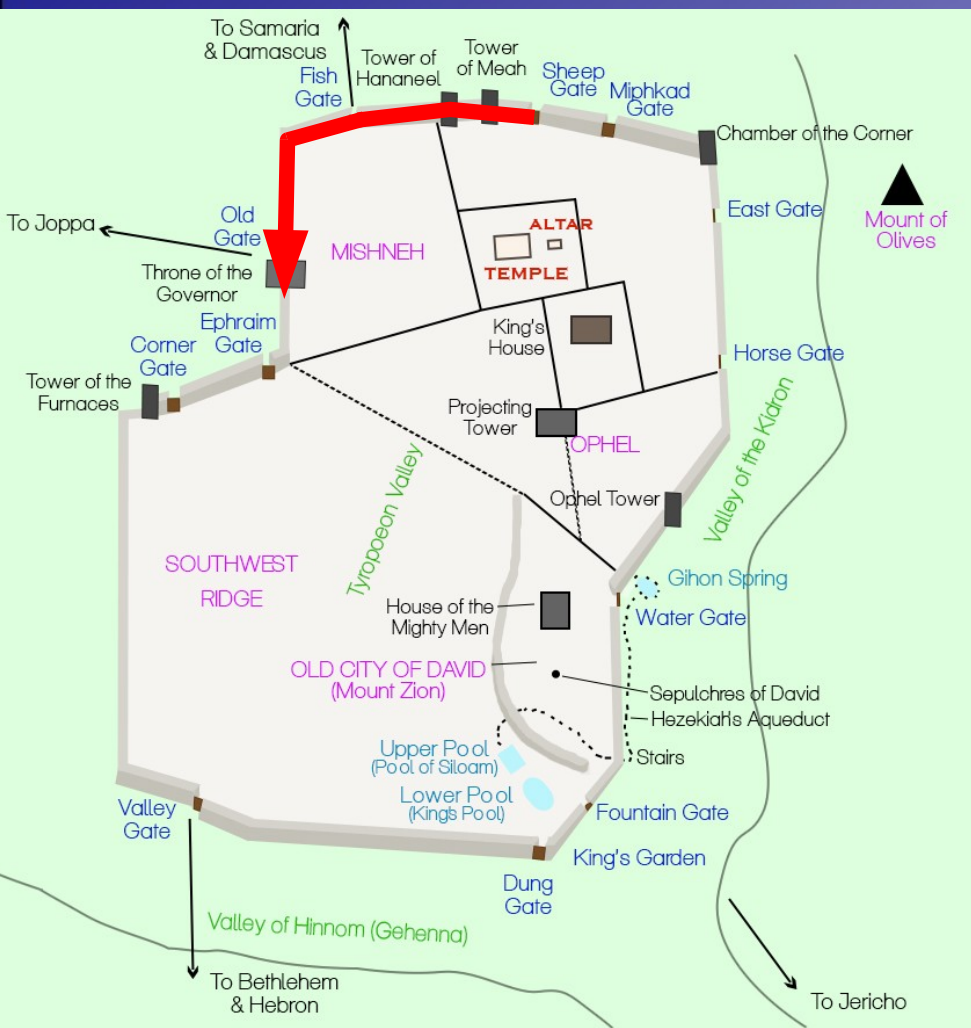 To Samaria
& Damascus
Tower of
Hananeel
Tower
of Meah
Fish
Gate
Sheep
Gate
Miphkad
Gate
Chamber of the Corner
To Joppa
Old
Gate
MISHNEH
ALTAR
TEMPLE
East Gate
Mount of
Olives
Throne of the
Governor
Ephraim
Gate
Corner
Gate
King's
House
Horse Gate
Tower of the
Furnaces
Projecting
Tower
OPHEL
Valley of the Kidron
Tyropoeon Valley
Ophel Tower
SOUTHWEST
RIDGE
Gihon Spring
House of the
Mighty Men
Water Gate
OLD CITY OF DAVID
(Mount Zion)
Sepulchres of David
Hezekiah's Aqueduct
Stairs
Upper Pool
(Pool of Siloam)
Lower Pool
(King's Pool)
Valley
Gate
Fountain Gate
King's Garden
Dung
Gate
Valley of Hinnom (Gehenna)
To Bethlehem
& Hebron
To Jericho